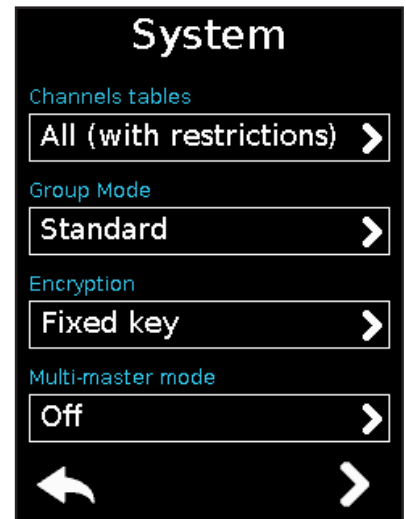 System
Channels tables
All (with restrictions)
Group Mode
Standard
Encryption
Fixed key
Multi-master mode
Off